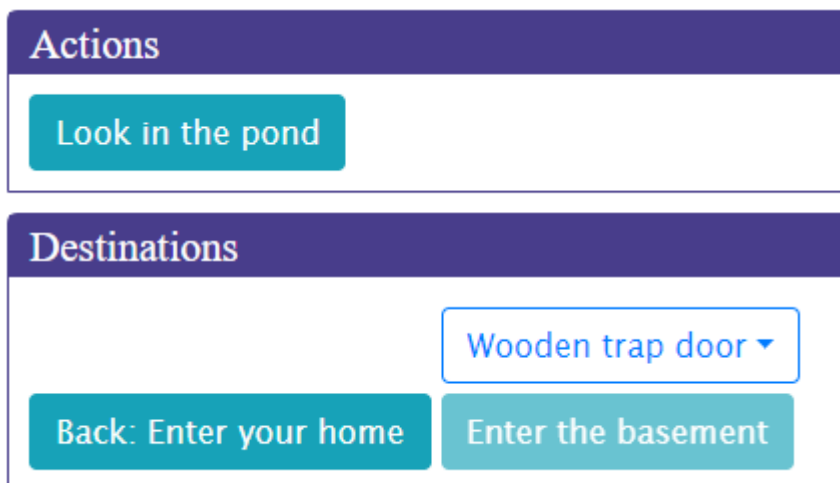 Actions
Look in the pond
Destinations
Wooden trap door
Back: Enter your home
Enter the basement